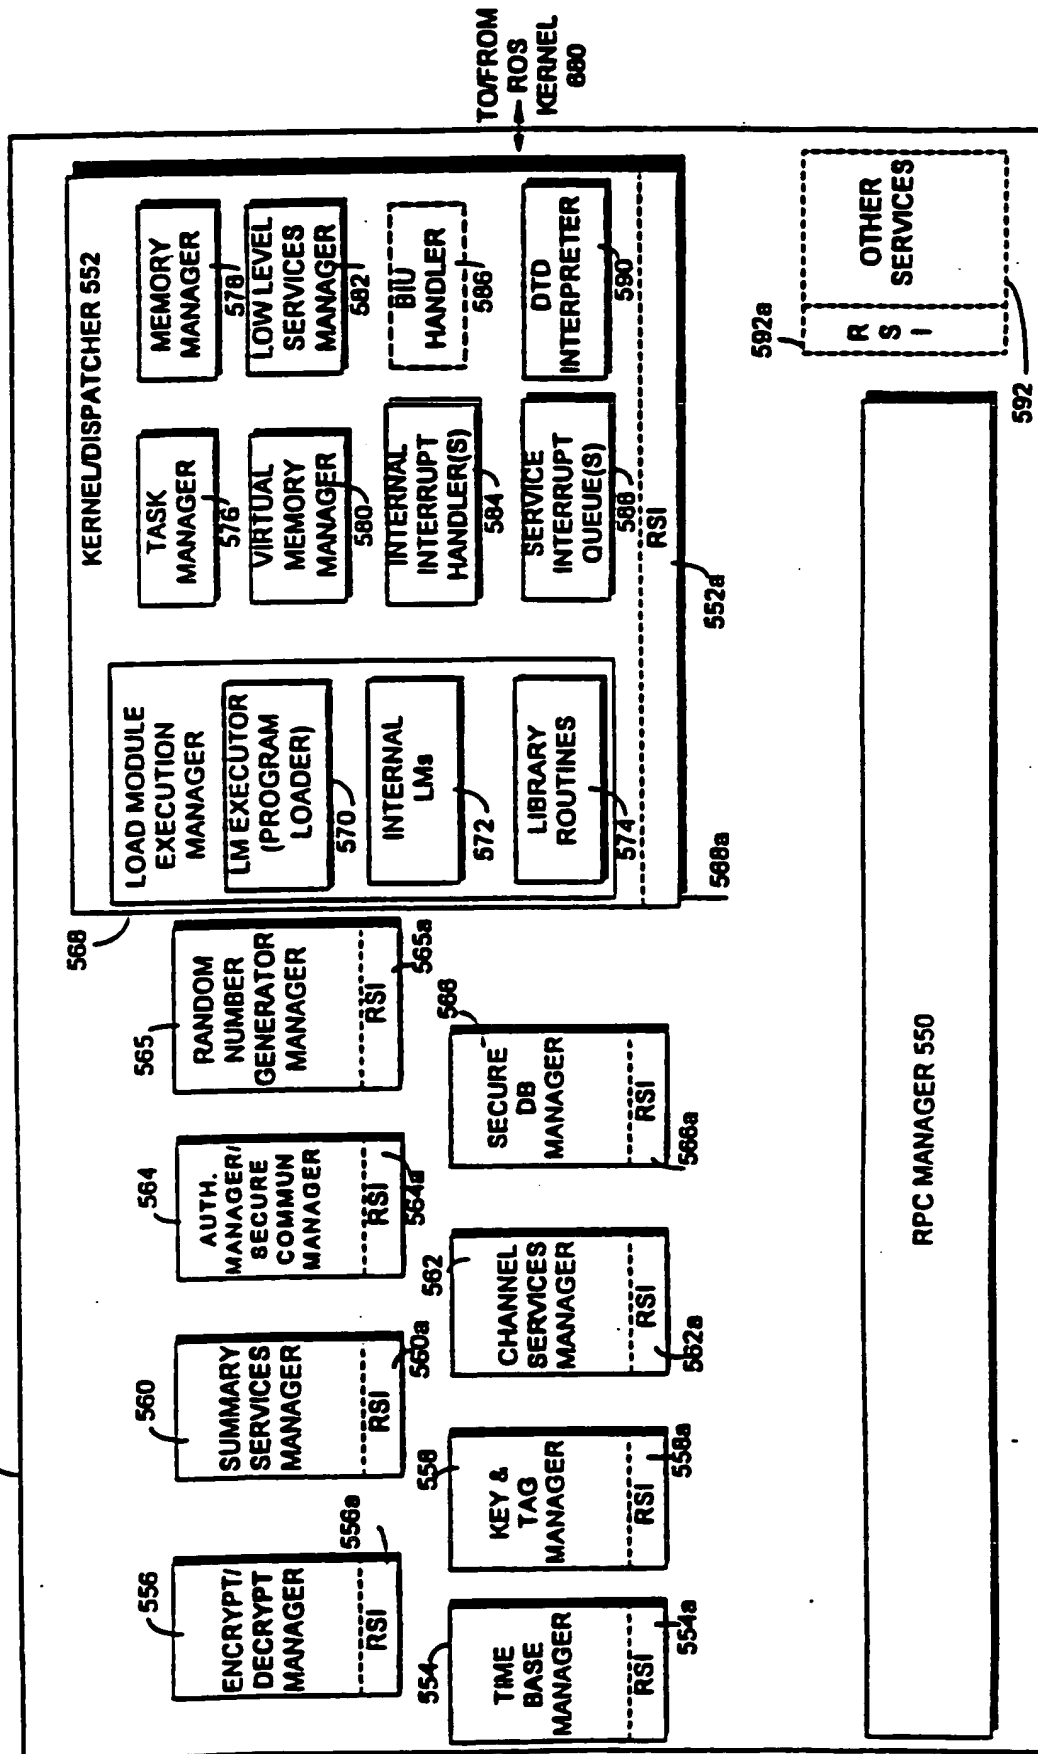 KERNEL/DISPATCHER 552
LOAD MODULE
EXECUTION
MANAGER
568
LM EXECUTOR
(PROGRAM
LOADER)
570
INTERNAL
LMs
572
LIBRARY
ROUTINES
574
568a
TASK
MANAGER
576
MEMORY
MANAGER
578
VIRTUAL
MEMORY
MANAGER
580
LOW LEVEL
SERVICES
MANAGER
582
INTERNAL
INTERRUPT
HANDLER(S)
584
BIU
HANDLER
586
SERVICE
INTERRUPT
QUEUE(S)
588
DTD
INTERPRETER
590
RSI
552a
TO/FROM
ROS
KERNEL
680
556
ENCRYPT/
DECRYPT
MANAGER
RSI
556a
560
SUMMARY
SERVICES
MANAGER
RSI
560a
564
AUTH.
MANAGER/
SECURE
COMMUN
MANAGER
RSI
564a
565
RANDOM
NUMBER
GENERATOR
MANAGER
RSI
565a
554
TIME
BASE
MANAGER
RSI
554a
558
KEY &
TAG
MANAGER
RSI
558a
562
CHANNEL
SERVICES
MANAGER
RSI
562a
566
SECURE
DB
MANAGER
RSI
566a
592a
RSI
OTHER
SERVICES
592
RPC MANAGER 550